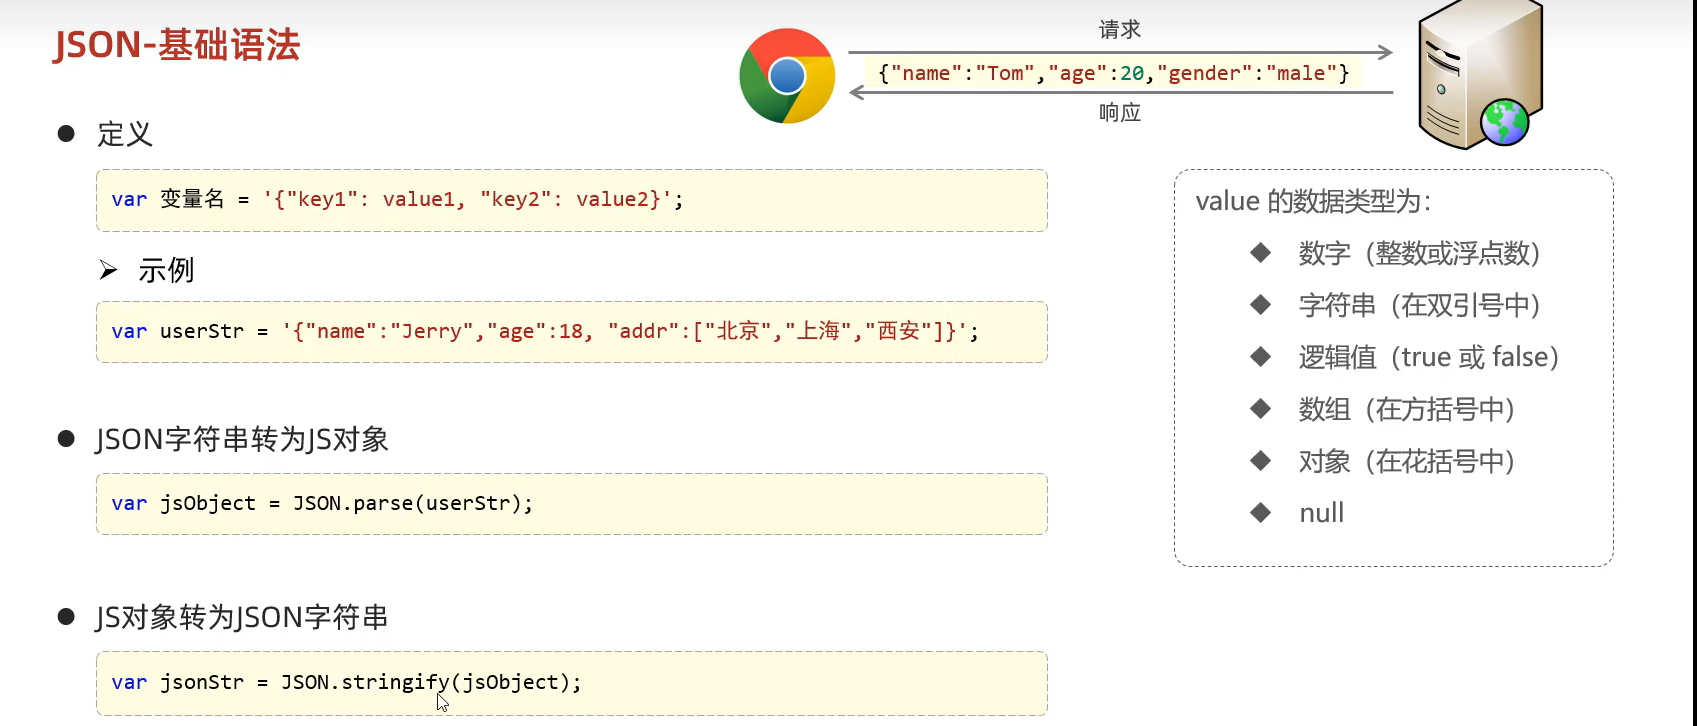 JSON-基础语法
请求
{"name":"Tom","age":20,"gender":"male"}
响应
定义
var 变量名 = '{"key1": value1, "key2": value2}';
示例
var userStr = '{"name":"Jerry","age":18, "addr":["北京","上海","西安"]}';
JSON字符串转为JS对象
var jsObject = JSON.parse(userStr);
JS对象转为JSON字符串
var jsonStr = JSON.stringify(jsObject);
value 的数据类型为：
数字（整数或浮点数）
字符串（在双引号中）
逻辑值（true 或 false）
数组（在方括号中）
对象（在花括号中）
null